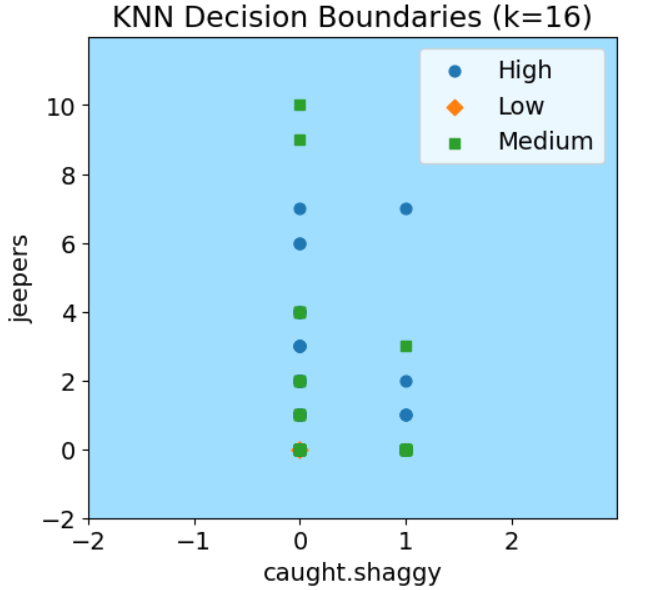 KNN Decision Boundaries (k=16)
High
Low
Medium
10
8
6
4
2
0
−2
jeepers
−2
−1
0
1
2
caught.shaggy